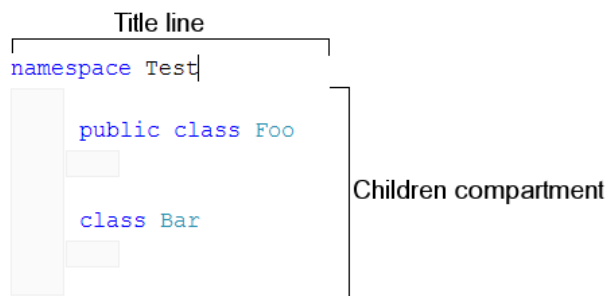 Title line
namespace Test
public class Foo
Children compartment
class Bar